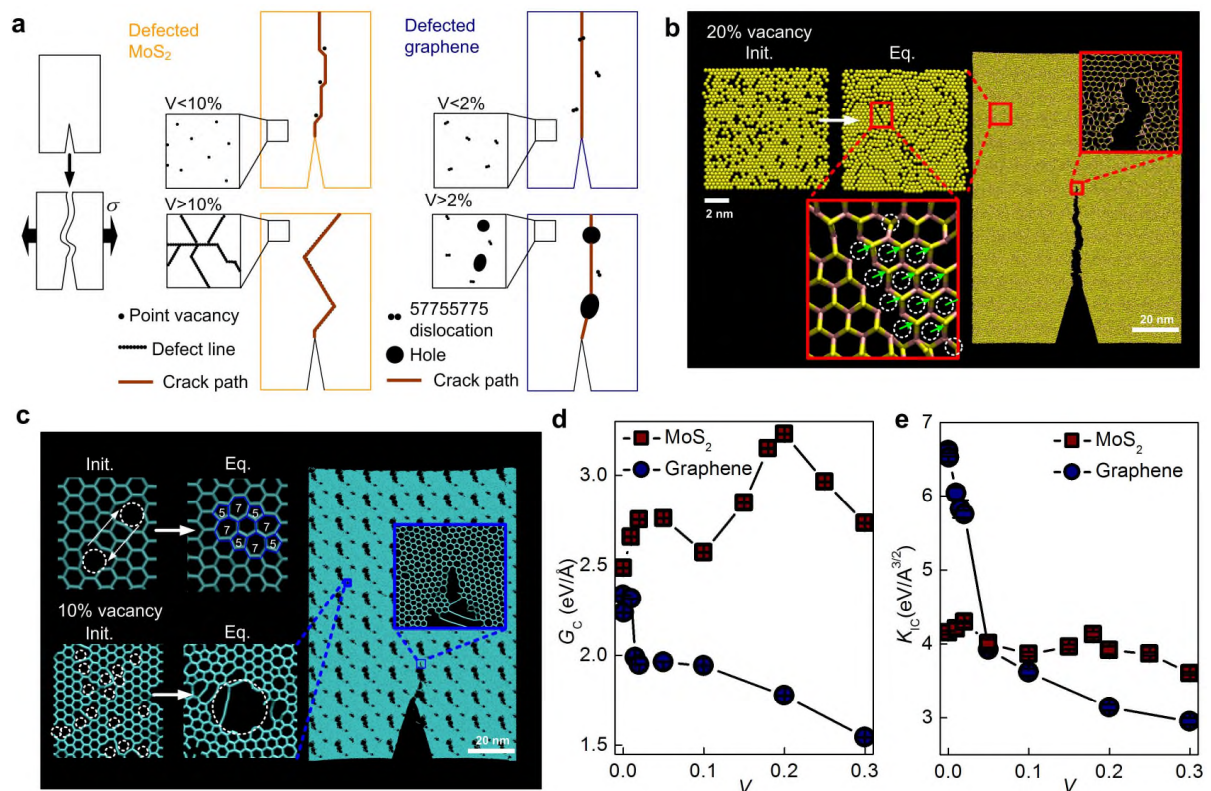 a
Defected
MoS₂
Defected
graphene
V<10%
V<2%
σ
V>10%
V>2%
Point vacancy
Defect line
Crack path
57755775
dislocation
Hole
Crack path
b
20% vacancy
Init.
Eq.
2 nm
20 nm
c
Init.
Eq.
5
7
5
7
7
5
7
5
10% vacancy
Init.
Eq.
20 nm
d
MoS₂
Graphene
G_C (eV/Å)
3.0
2.5
2.0
1.5
0.0
0.1
0.2
0.3
V
e
MoS₂
Graphene
K_IC (eV/A^3/2)
7
6
5
4
3
0.0
0.1
0.2
0.3
V